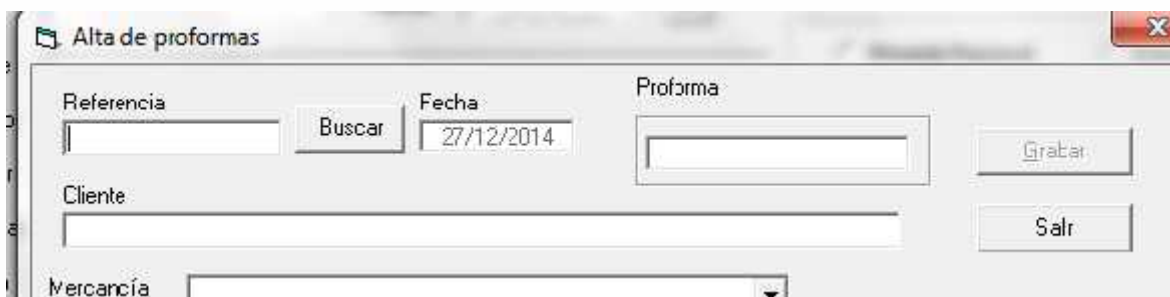 Alta de proformas
Referencia
Fecha
Proforma
Buscar
27/12/2014
Grabar
Cliente
Salir
Mercancía